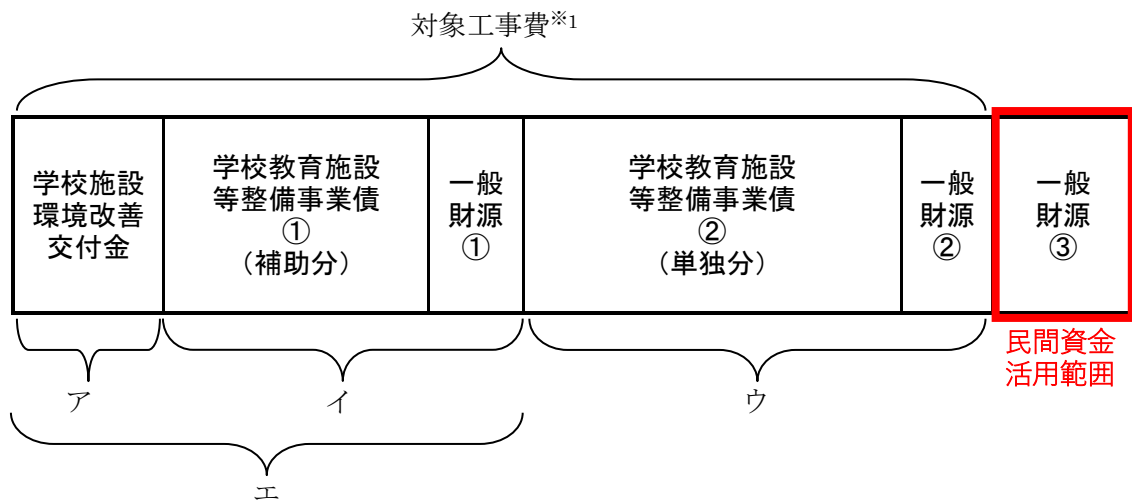 対象工事費※1
学校施設
環境改善
交付金
学校教育施設
等整備事業債
①
（補助分）
一般
財源
①
学校教育施設
等整備事業債
②
（単独分）
一般
財源
②
一般
財源
③
民間資金
活用範囲
ア
イ
ウ
エ